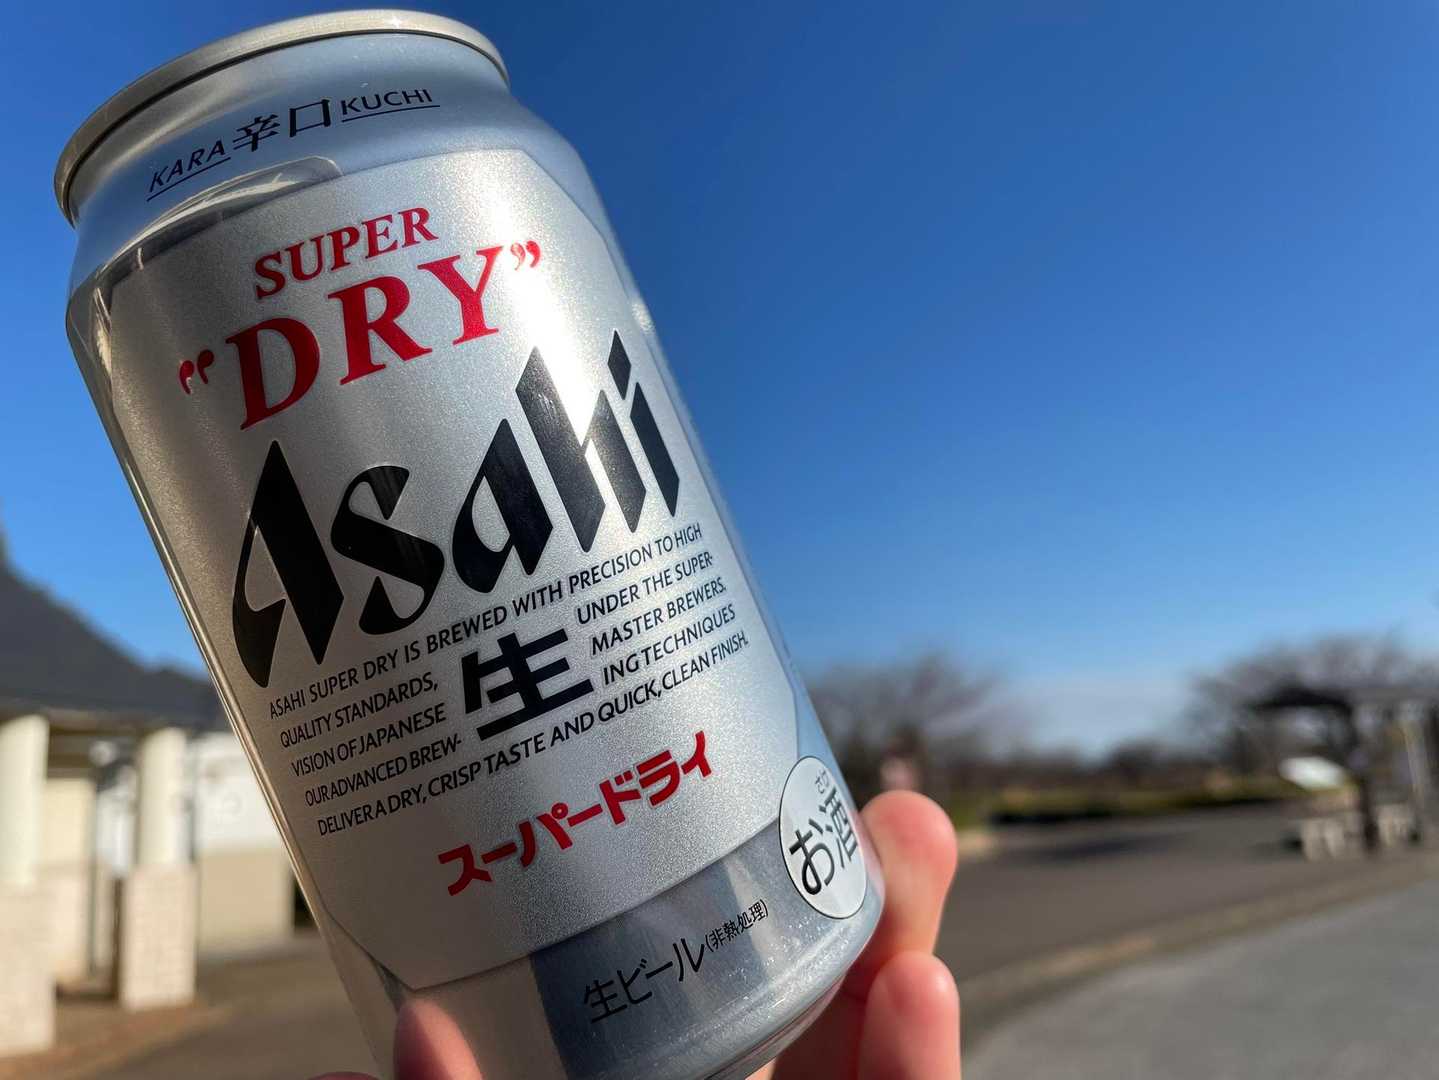 KARA 辛口 KUCHI
SUPER
"DRY"
Asahi
ASAHI SUPER DRY IS BREWED WITH PRECISION TO HIGH
QUALITY STANDARDS, UNDER THE SUPER-
VISION OF JAPANESE MASTER BREWERS.
OUR ADVANCED BREW- ING TECHNIQUES
DELIVER A DRY, CRISP TASTE AND QUICK, CLEAN FINISH.
生
スーパードライ
さけ
お酒
生ビール(非熱処理)